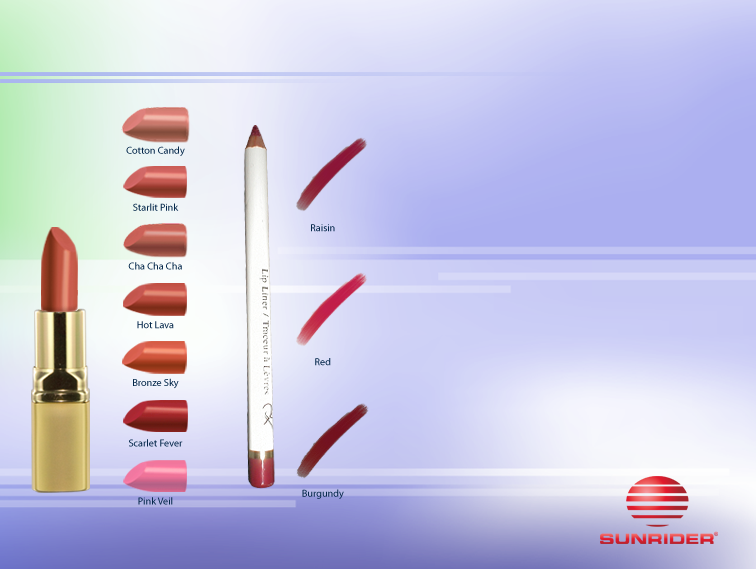 Cotton Candy
Starlit Pink
Cha Cha Cha
Hot Lava
Bronze Sky
Scarlet Fever
Pink Veil
Lip Liner / Traceur à Lèvres
Raisin
Red
Burgundy
SUNRIDER®